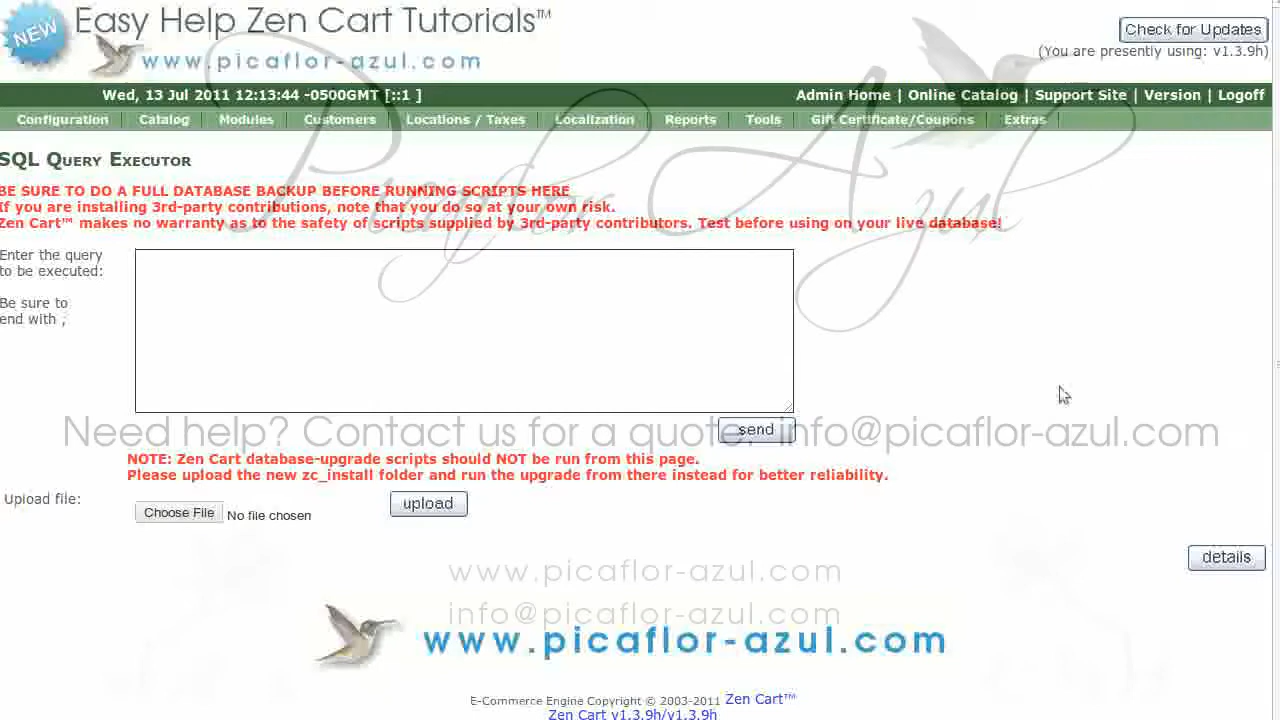 NEW
Easy Help Zen Cart Tutorials™
www.picaflor-azul.com
Check for Updates
(You are presently using: v1.3.9h)
Wed, 13 Jul 2011 12:13:44 -0500GMT [::1 ]
Admin Home | Online Catalog | Support Site | Version | Logoff
Configuration Catalog Modules Customers Locations / Taxes Localization Reports Tools Gift Certificate/Coupons Extras
Picaflor Azul
SQL Query Executor
BE SURE TO DO A FULL DATABASE BACKUP BEFORE RUNNING SCRIPTS HERE
If you are installing 3rd-party contributions, note that you do so at your own risk.
Zen Cart™ makes no warranty as to the safety of scripts supplied by 3rd-party contributors. Test before using on your live database!
Enter the query
to be executed:
Be sure to
end with ;
send
Need help? Contact us for a quote: info@picaflor-azul.com
NOTE: Zen Cart database-upgrade scripts should NOT be run from this page.
Please upload the new zc_install folder and run the upgrade from there instead for better reliability.
Upload file:
Choose File No file chosen
upload
details
www.picaflor-azul.com
info@picaflor-azul.com
www.picaflor-azul.com
E-Commerce Engine Copyright © 2003-2011 Zen Cart™
Zen Cart v1.3.9h/v1.3.9h